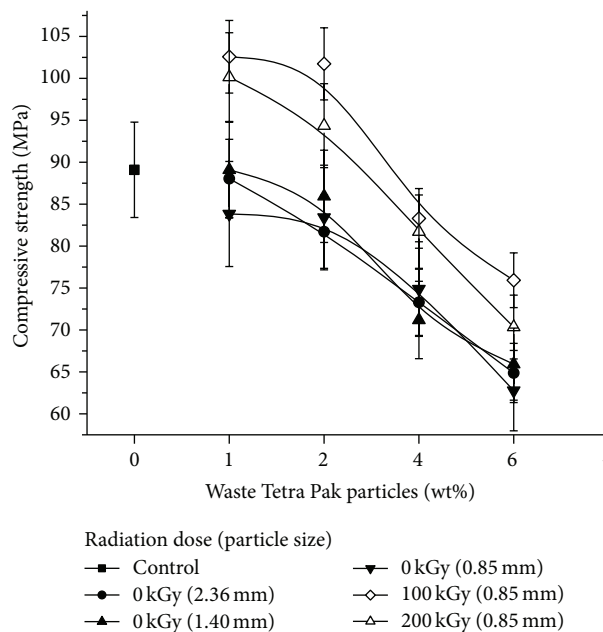 105
100
95
90
85
80
75
70
65
60
Compressive strength (MPa)
0 1 2 4 6
Waste Tetra Pak particles (wt%)
Radiation dose (particle size)
Control
0 kGy (2.36 mm)
0 kGy (1.40 mm)
0 kGy (0.85 mm)
100 kGy (0.85 mm)
200 kGy (0.85 mm)